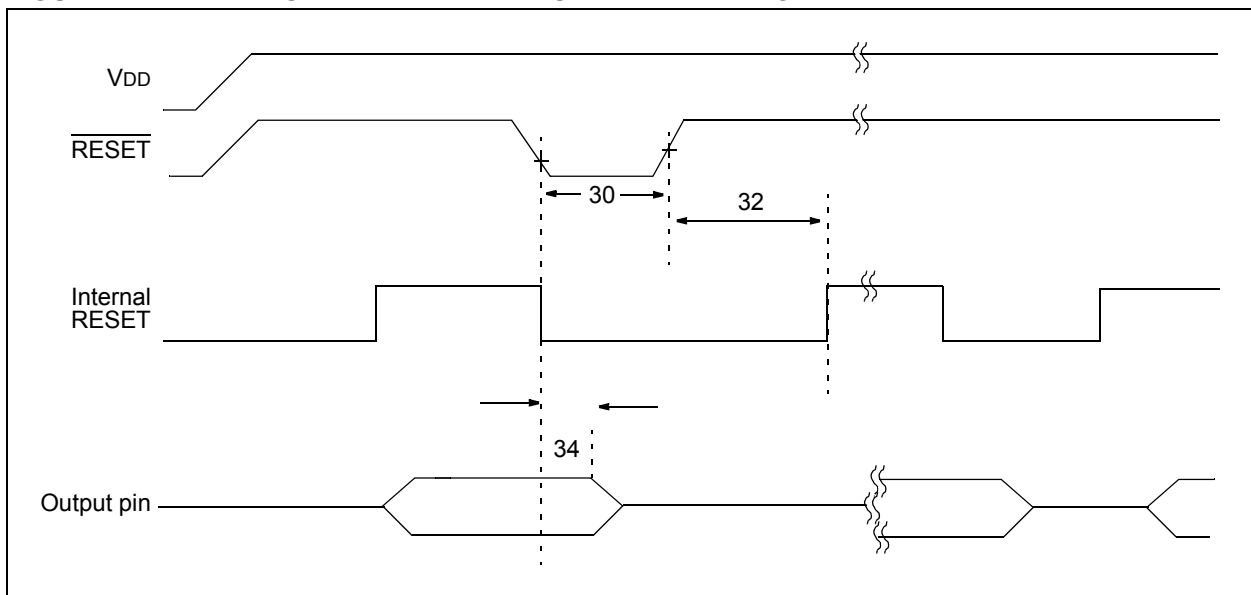 VDD
RESET
30
32
Internal
RESET
34
Output pin